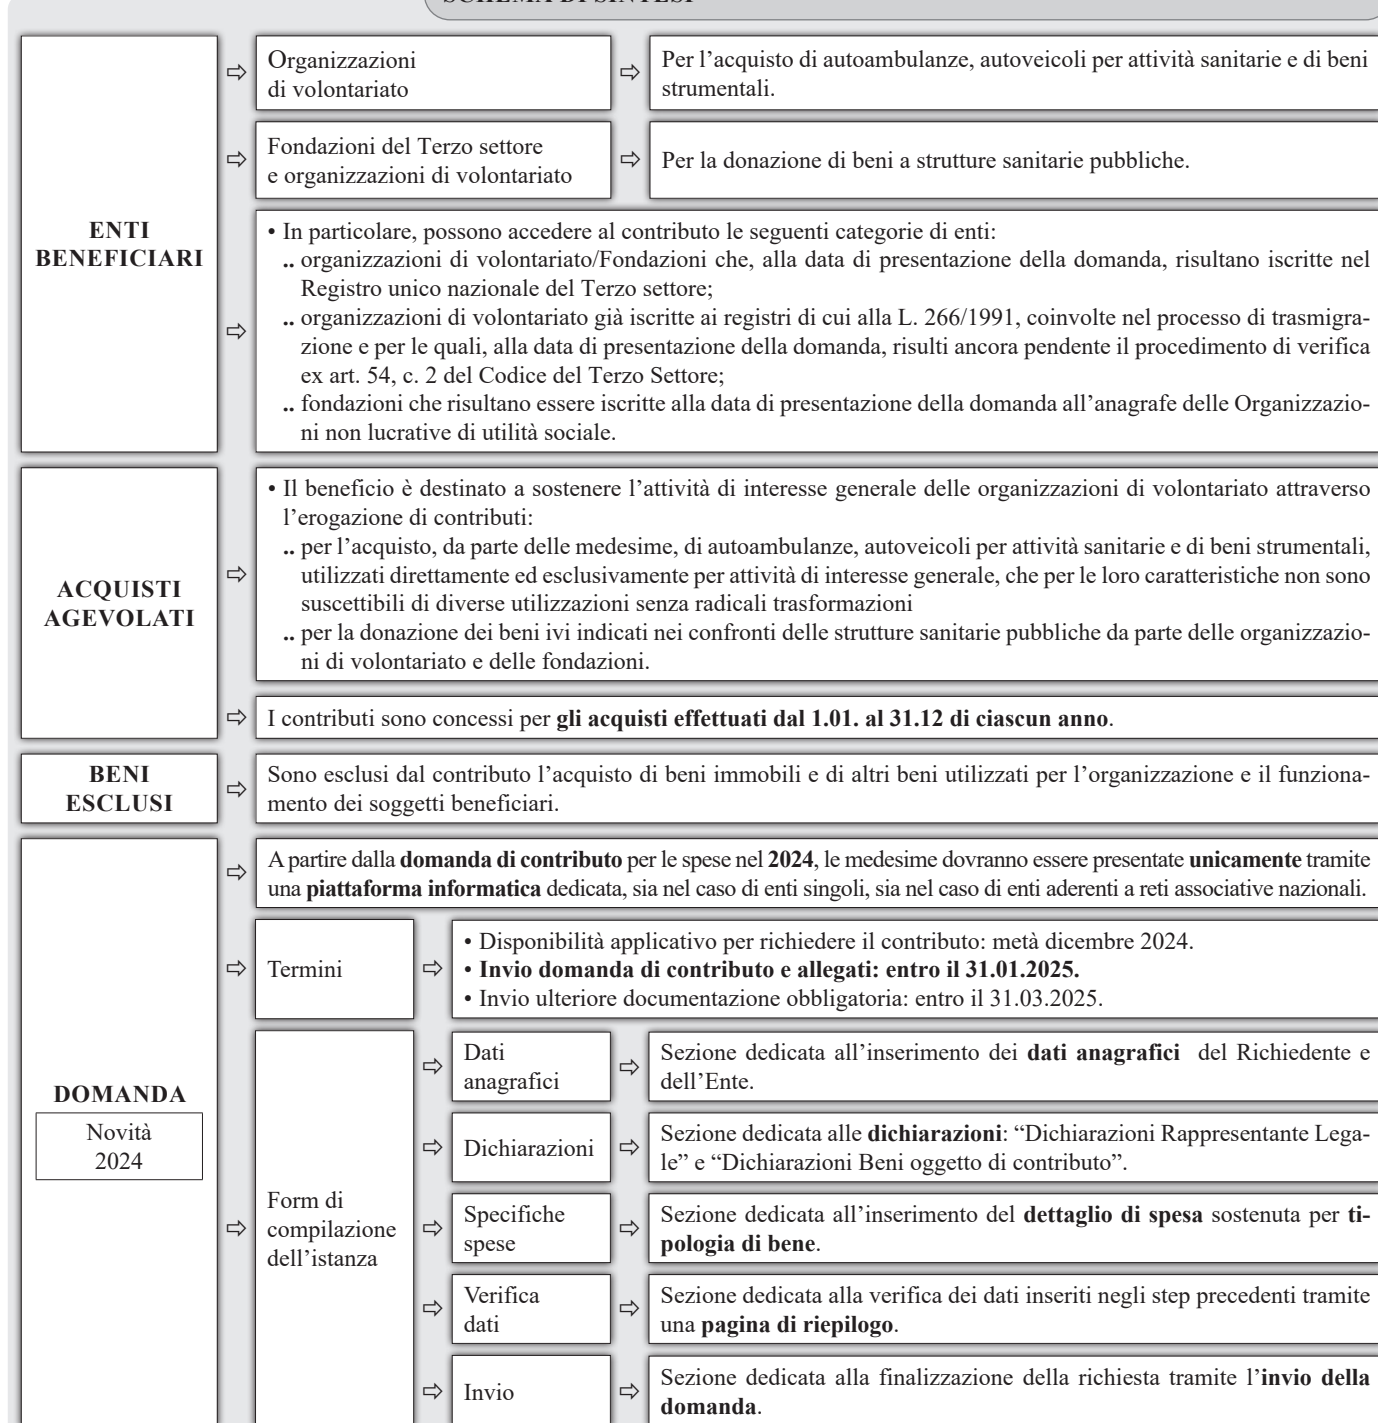 SCHEMA DI SINTESI
ENTI
BENEFICIARI
⇨
Organizzazioni
di volontariato
⇨
Per l’acquisto di autoambulanze, autoveicoli per attività sanitarie e di beni
strumentali.
⇨
Fondazioni del Terzo settore
e organizzazioni di volontariato
⇨
Per la donazione di beni a strutture sanitarie pubbliche.
⇨
• In particolare, possono accedere al contributo le seguenti categorie di enti:
.. organizzazioni di volontariato/Fondazioni che, alla data di presentazione della domanda, risultano iscritte nel
Registro unico nazionale del Terzo settore;
.. organizzazioni di volontariato già iscritte ai registri di cui alla L. 266/1991, coinvolte nel processo di trasmigra-
zione e per le quali, alla data di presentazione della domanda, risulti ancora pendente il procedimento di verifica
ex art. 54, c. 2 del Codice del Terzo Settore;
.. fondazioni che risultano essere iscritte alla data di presentazione della domanda all’anagrafe delle Organizzazio-
ni non lucrative di utilità sociale.
ACQUISTI
AGEVOLATI
⇨
• Il beneficio è destinato a sostenere l’attività di interesse generale delle organizzazioni di volontariato attraverso
l’erogazione di contributi:
.. per l’acquisto, da parte delle medesime, di autoambulanze, autoveicoli per attività sanitarie e di beni strumentali,
utilizzati direttamente ed esclusivamente per attività di interesse generale, che per le loro caratteristiche non sono
suscettibili di diverse utilizzazioni senza radicali trasformazioni
.. per la donazione dei beni ivi indicati nei confronti delle strutture sanitarie pubbliche da parte delle organizzazio-
ni di volontariato e delle fondazioni.
⇨
I contributi sono concessi per gli acquisti effettuati dal 1.01. al 31.12 di ciascun anno.
BENI
ESCLUSI
⇨
Sono esclusi dal contributo l’acquisto di beni immobili e di altri beni utilizzati per l’organizzazione e il funziona-
mento dei soggetti beneficiari.
DOMANDA
Novità
2024
⇨
A partire dalla domanda di contributo per le spese nel 2024, le medesime dovranno essere presentate unicamente tramite
una piattaforma informatica dedicata, sia nel caso di enti singoli, sia nel caso di enti aderenti a reti associative nazionali.
⇨
Termini
⇨
• Disponibilità applicativo per richiedere il contributo: metà dicembre 2024.
• Invio domanda di contributo e allegati: entro il 31.01.2025.
• Invio ulteriore documentazione obbligatoria: entro il 31.03.2025.
⇨
Form di
compilazione
dell’istanza
⇨
Dati
anagrafici
⇨
Sezione dedicata all’inserimento dei dati anagrafici del Richiedente e
dell’Ente.
⇨
Dichiarazioni
⇨
Sezione dedicata alle dichiarazioni: “Dichiarazioni Rappresentante Lega-
le” e “Dichiarazioni Beni oggetto di contributo”.
⇨
Specifiche
spese
⇨
Sezione dedicata all’inserimento del dettaglio di spesa sostenuta per ti-
pologia di bene.
⇨
Verifica
dati
⇨
Sezione dedicata alla verifica dei dati inseriti negli step precedenti tramite
una pagina di riepilogo.
⇨
Invio
⇨
Sezione dedicata alla finalizzazione della richiesta tramite l’invio della
domanda.